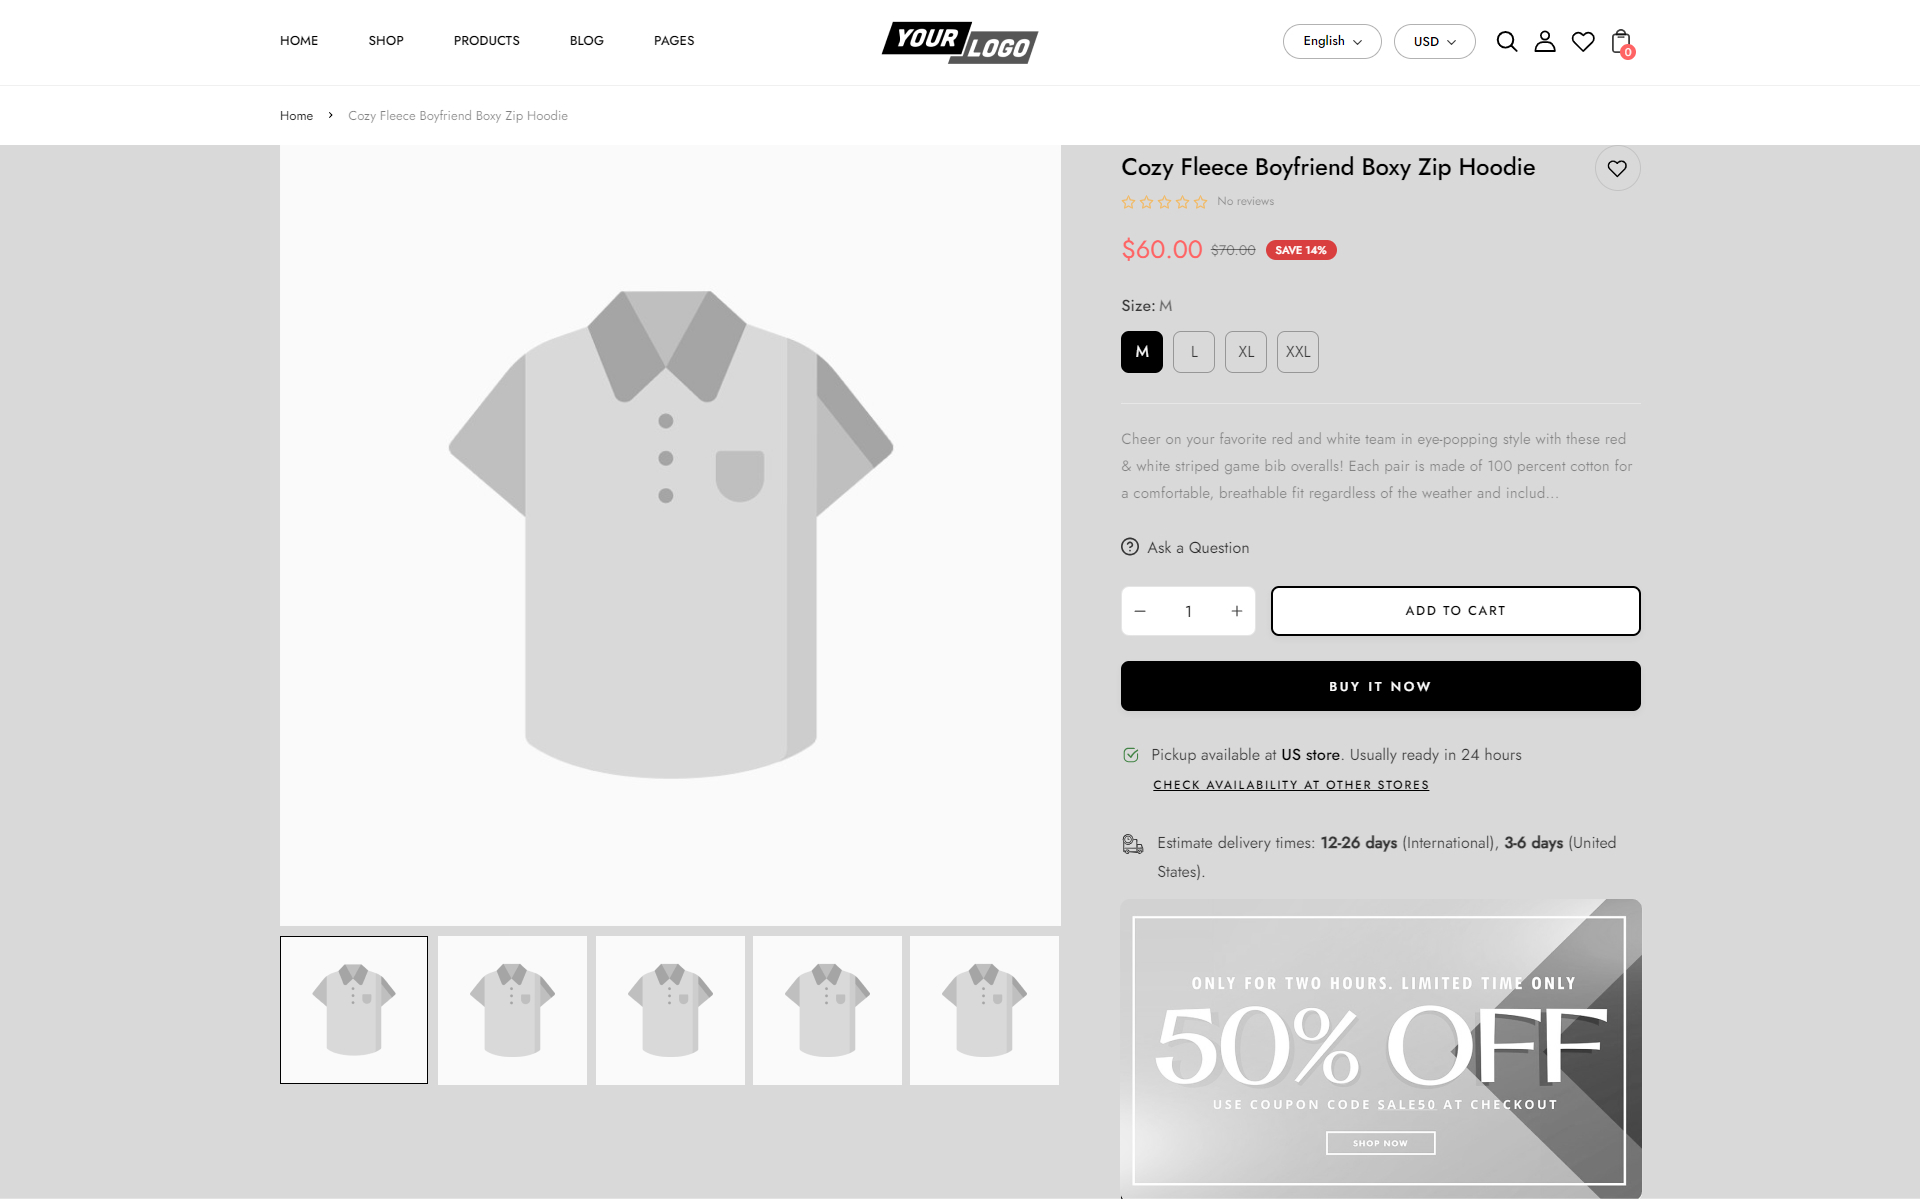 HOME SHOP PRODUCTS BLOG PAGES
YOUR LOGO
English USD
0
Home > Cozy Fleece Boyfriend Boxy Zip Hoodie
Cozy Fleece Boyfriend Boxy Zip Hoodie
No reviews
$60.00 $70.00 SAVE 14%
Size: M
M L XL XXL
Cheer on your favorite red and white team in eye-popping style with these red
& white striped game bib overalls! Each pair is made of 100 percent cotton for
a comfortable, breathable fit regardless of the weather and includ...
Ask a Question
− 1 + ADD TO CART
BUY IT NOW
Pickup available at US store. Usually ready in 24 hours
CHECK AVAILABILITY AT OTHER STORES
Estimate delivery times: 12-26 days (International), 3-6 days (United
States).
ONLY FOR TWO HOURS. LIMITED TIME ONLY
50% OFF
USE COUPON CODE SALE50 AT CHECKOUT
SHOP NOW